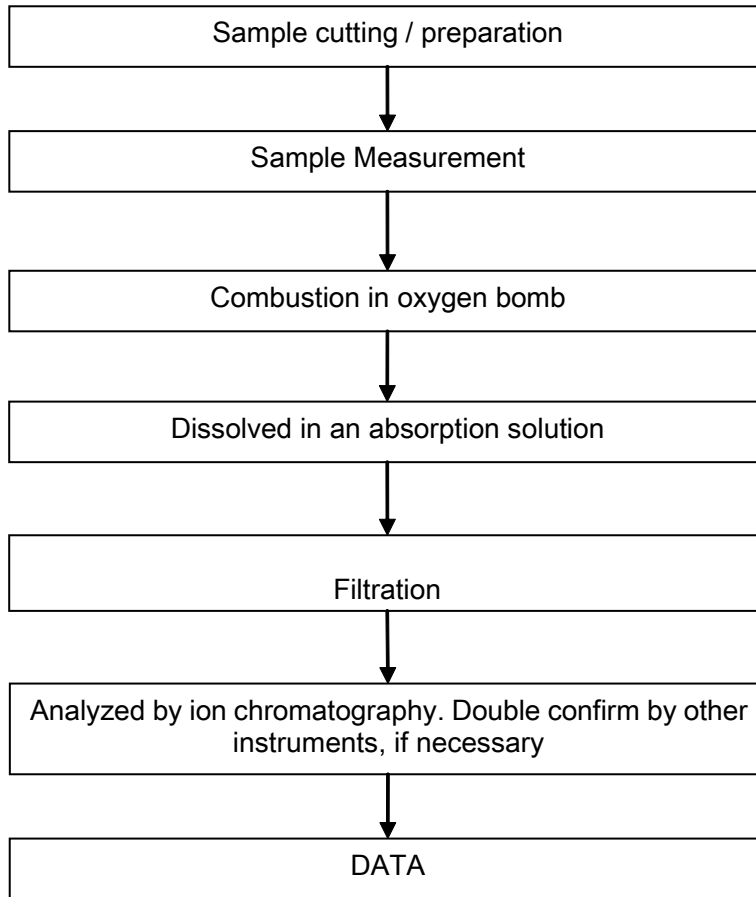 Sample cutting / preparation
Sample Measurement
Combustion in oxygen bomb
Dissolved in an absorption solution
Filtration
Analyzed by ion chromatography. Double confirm by other
instruments, if necessary
DATA